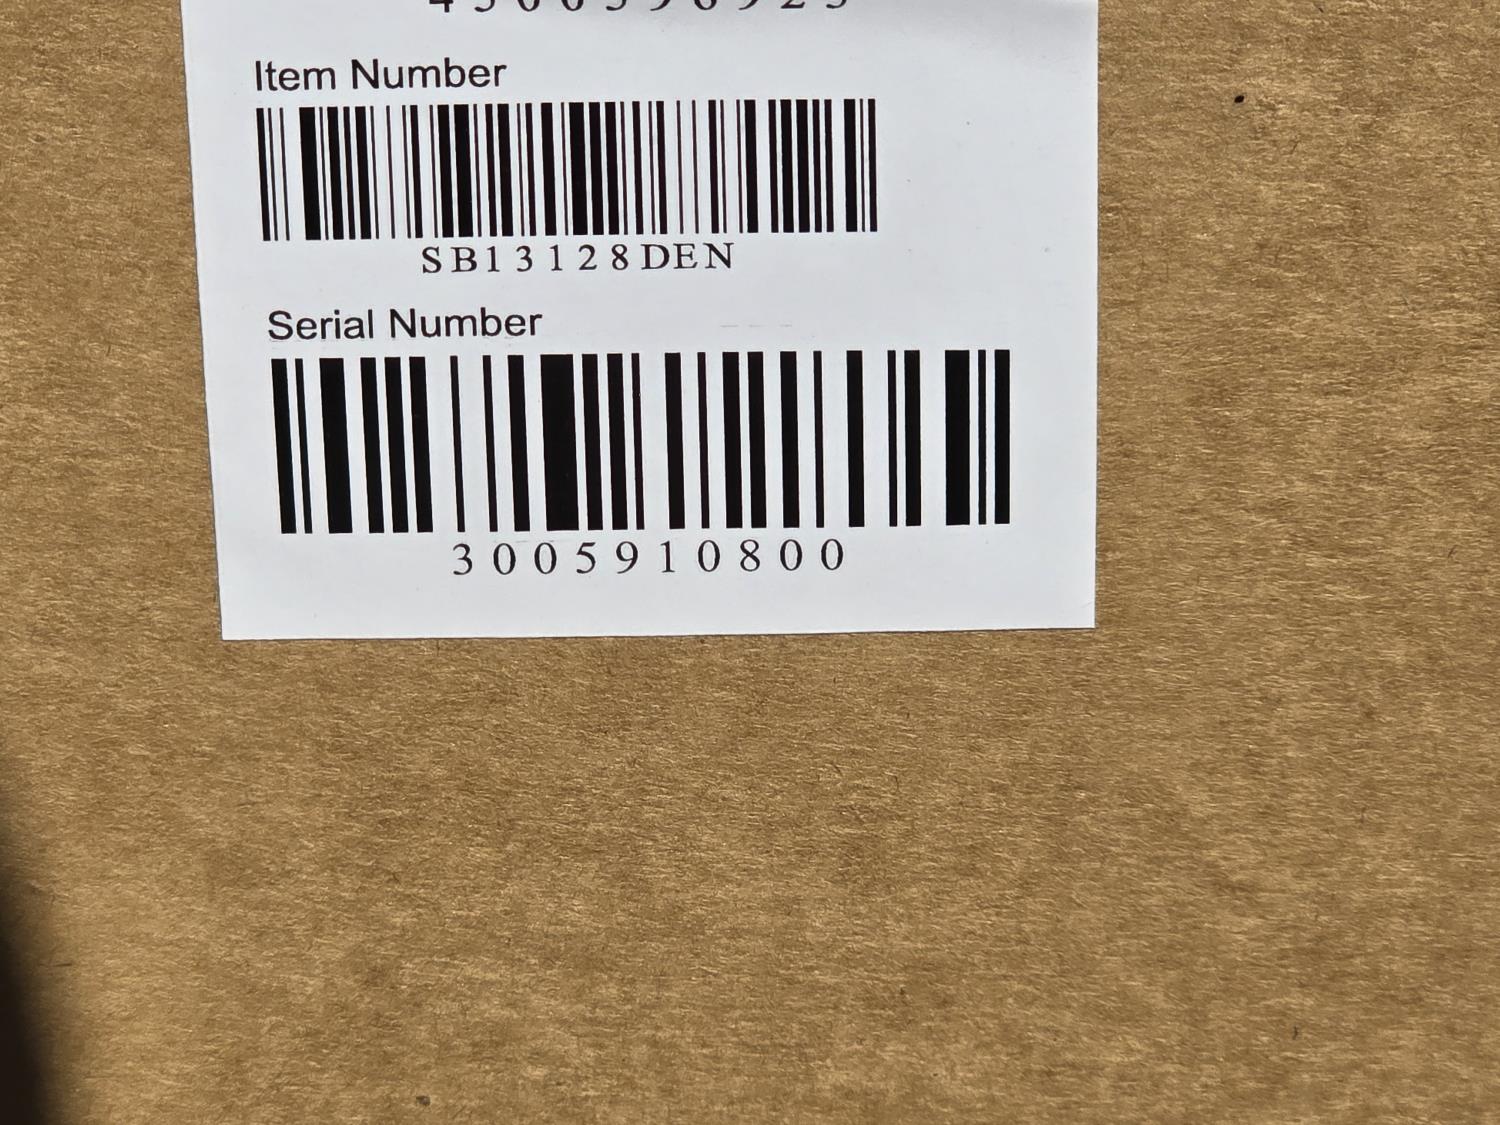 Item Number
SB13128DEN
Serial Number
3005910800